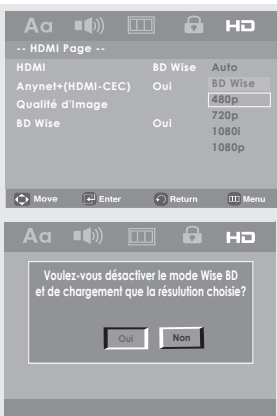 Aa HD
-- HDMI Page --
HDMI BD Wise Auto
BD Wise
Anynet+(HDMI-CEC) Oui
480p
Qualité d'Image
720p
BD Wise Oui
1080i
1080p
Move Enter Return Menu
Aa HD
Voulez-vous désactiver le mode Wise BD
et de chargement que la résulution choisie?
Oui Non